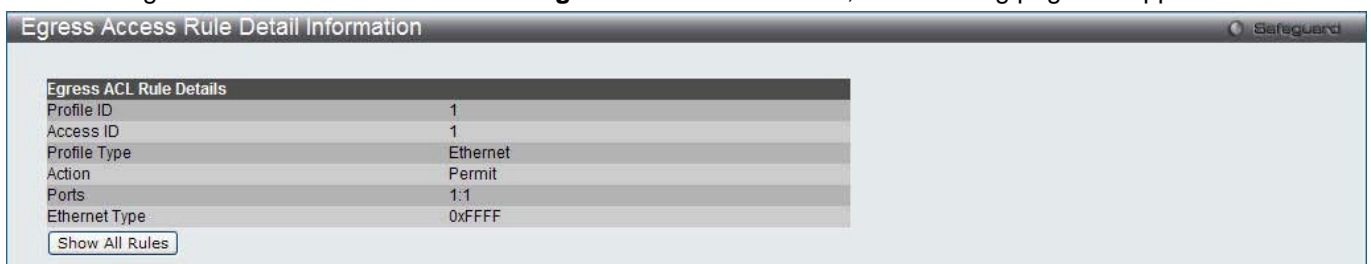 Egress Access Rule Detail Information
Safeguard
Egress ACL Rule Details
Profile ID 1
Access ID 1
Profile Type Ethernet
Action Permit
Ports 1:1
Ethernet Type 0xFFFF
Show All Rules